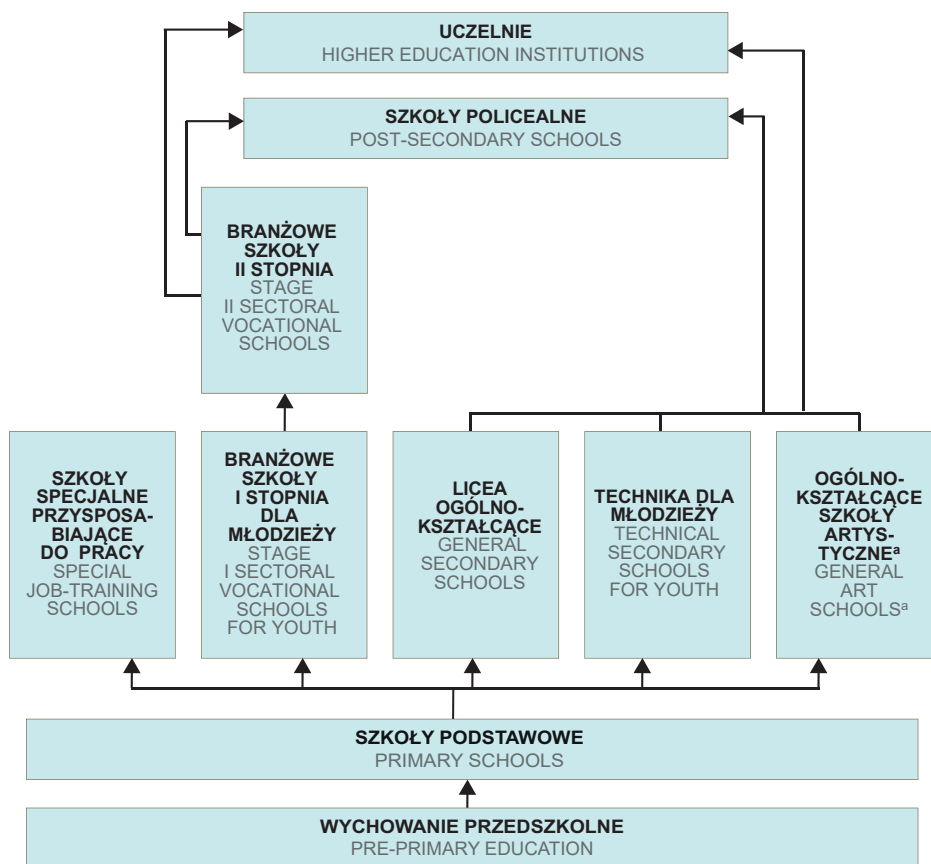 UCZELNIE
HIGHER EDUCATION INSTITUTIONS
SZKOŁY POLICEALNE
POST-SECONDARY SCHOOLS
BRANŻOWE
SZKOŁY
II STOPNIA
STAGE
II SECTORAL
VOCATIONAL
SCHOOLS
SZKOŁY
SPECJALNE
PRZYSPOSA-
BIAJĄCE
DO PRACY
SPECIAL
JOB-TRAINING
SCHOOLS
BRANŻOWE
SZKOŁY
I STOPNIA
DLA
MŁODZIEŻY
STAGE
I SECTORAL
VOCATIONAL
SCHOOLS
FOR YOUTH
LICEA
OGÓLNO-
KSZTAŁCĄCE
GENERAL
SECONDARY
SCHOOLS
TECHNIKA DLA
MŁODZIEŻY
TECHNICAL
SECONDARY
SCHOOLS
FOR YOUTH
OGÓLNO-
KSZTAŁCĄCE
SZKOŁY
ARTYS-
TYCZNEᵃ
GENERAL
ART
SCHOOLSᵃ
SZKOŁY PODSTAWOWE
PRIMARY SCHOOLS
WYCHOWANIE PRZEDSZKOLNE
PRE-PRIMARY EDUCATION